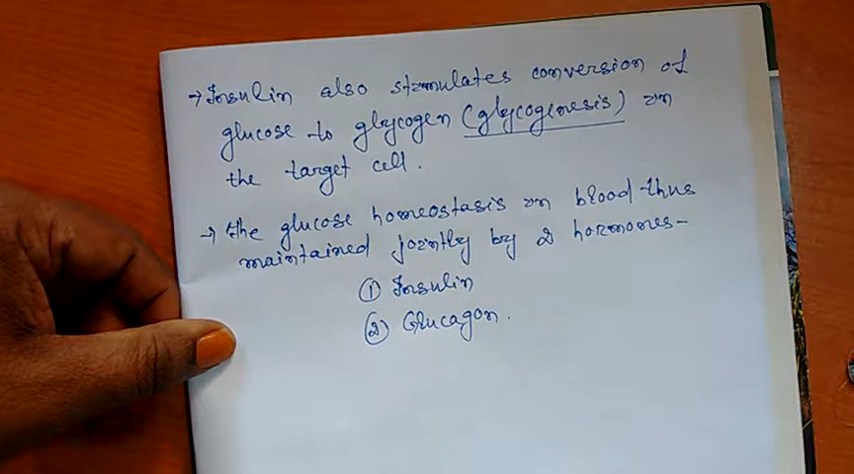 → Insulin also stimulates conversion of
glucose to glycogen (glycogenesis) in
the target cell.
→ the glucose homeostasis in blood thus
maintained jointly by 2 hormones-
① Insulin
② Glucagon.